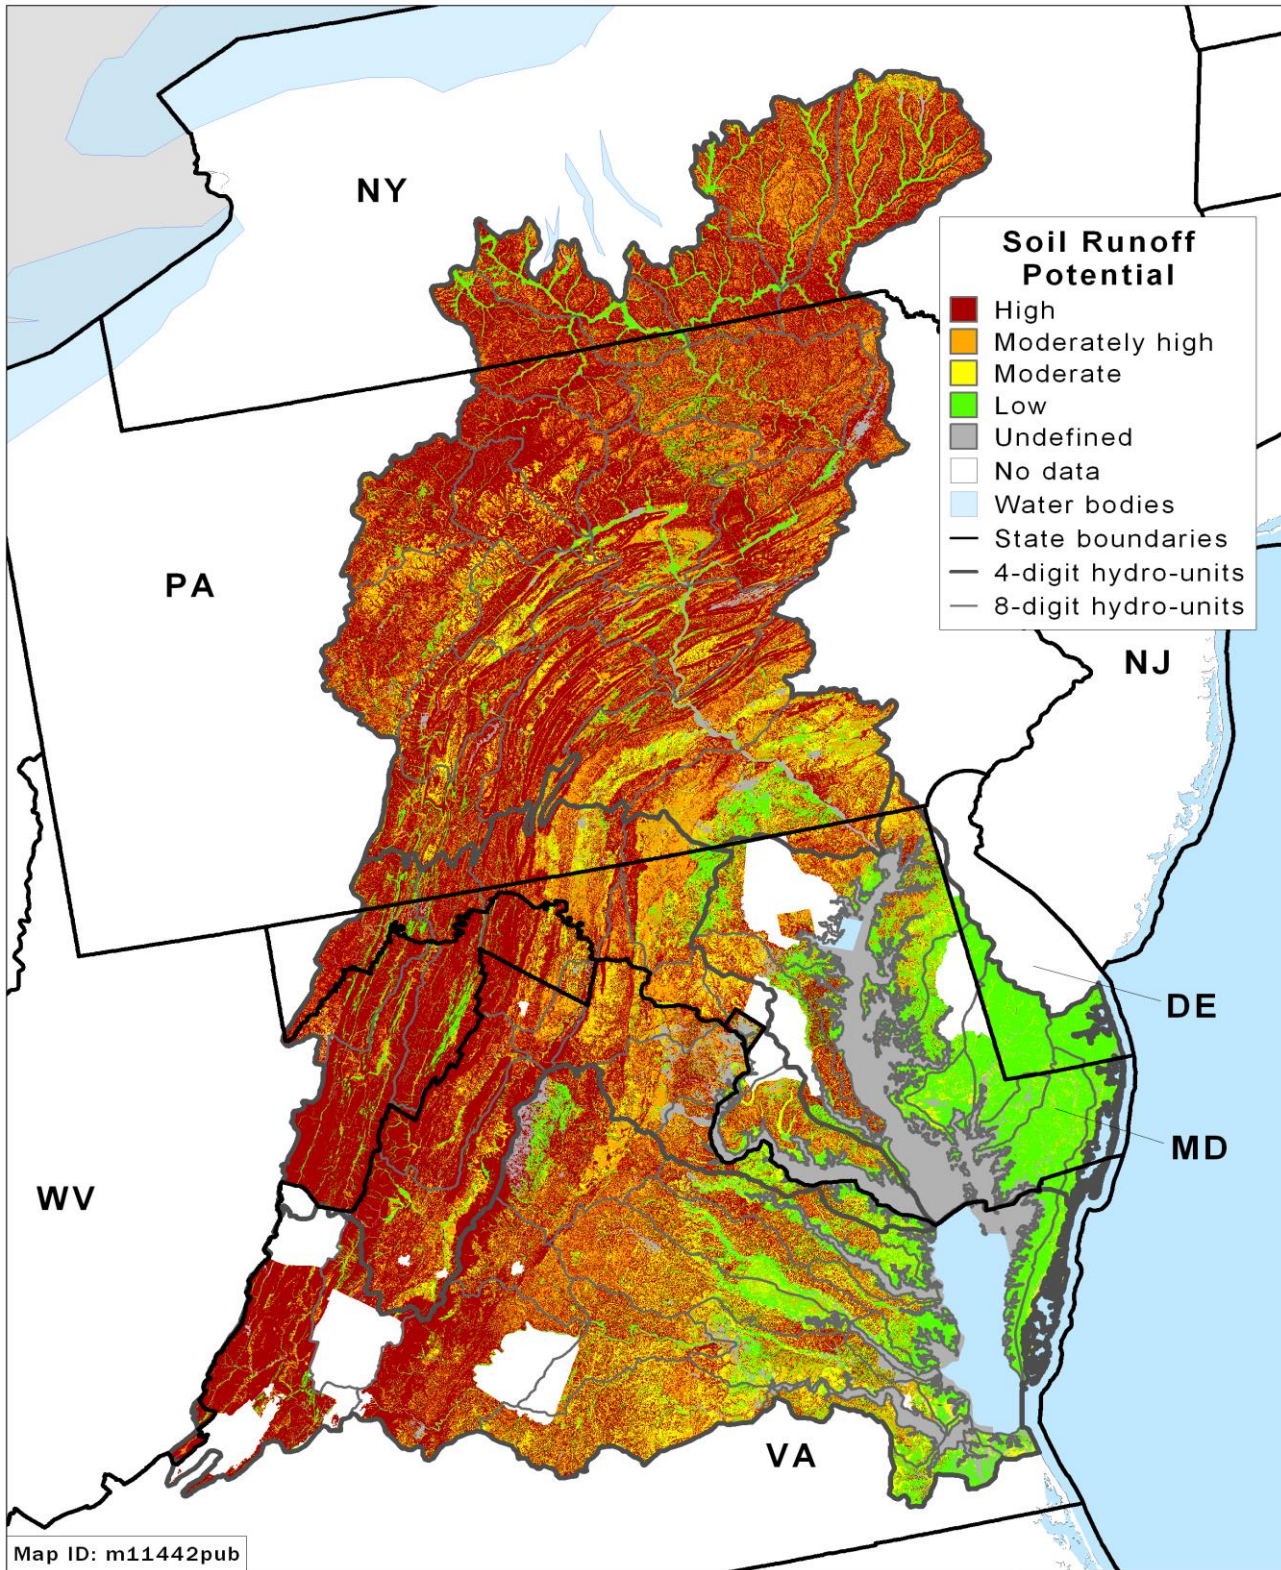 NY
Soil Runoff
Potential
High
Moderately high
Moderate
Low
Undefined
No data
Water bodies
State boundaries
4-digit hydro-units
8-digit hydro-units
PA
NJ
DE
MD
WV
VA
Map ID: m11442pub